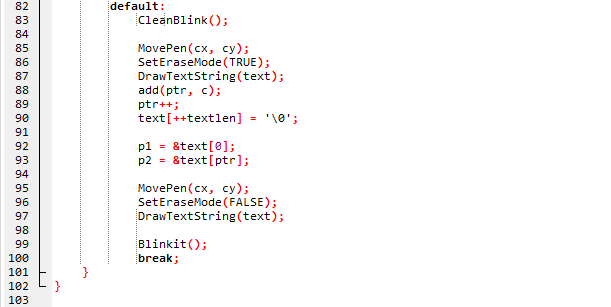 82 default:
83 CleanBlink();
84
85 MovePen(cx, cy);
86 SetEraseMode(TRUE);
87 DrawTextString(text);
88 add(ptr, c);
89 ptr++;
90 text[++textlen] = '\0';
91
92 p1 = &text[0];
93 p2 = &text[ptr];
94
95 MovePen(cx, cy);
96 SetEraseMode(FALSE);
97 DrawTextString(text);
98
99 Blinkit();
100 break;
101 }
102 }
103